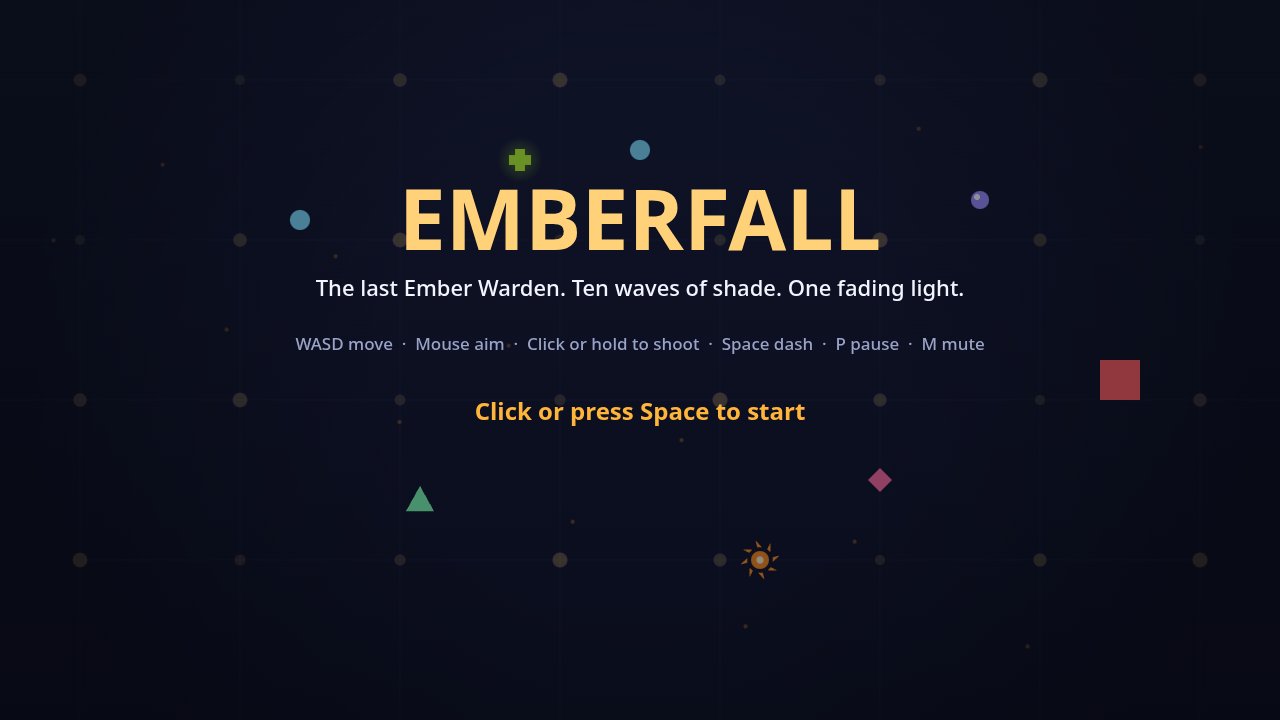 EMBERFALL
The last Ember Warden. Ten waves of shade. One fading light.
WASD move · Mouse aim · Click or hold to shoot · Space dash · P pause · M mute
Click or press Space to start